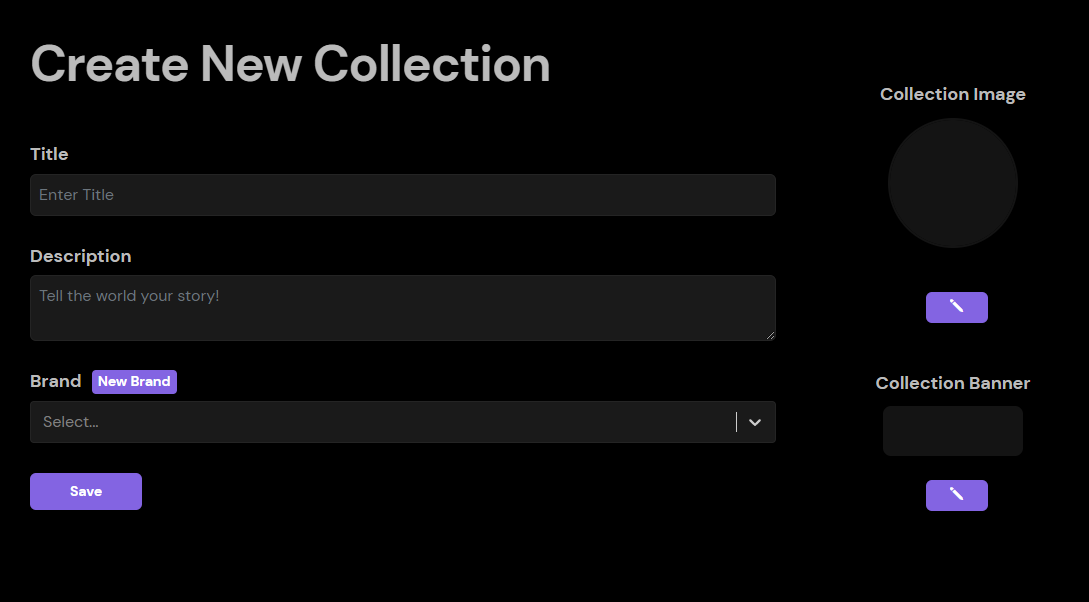 Create New Collection
Title
Enter Title
Description
Tell the world your story!
Brand New Brand
Select...
Save
Collection Image
Collection Banner